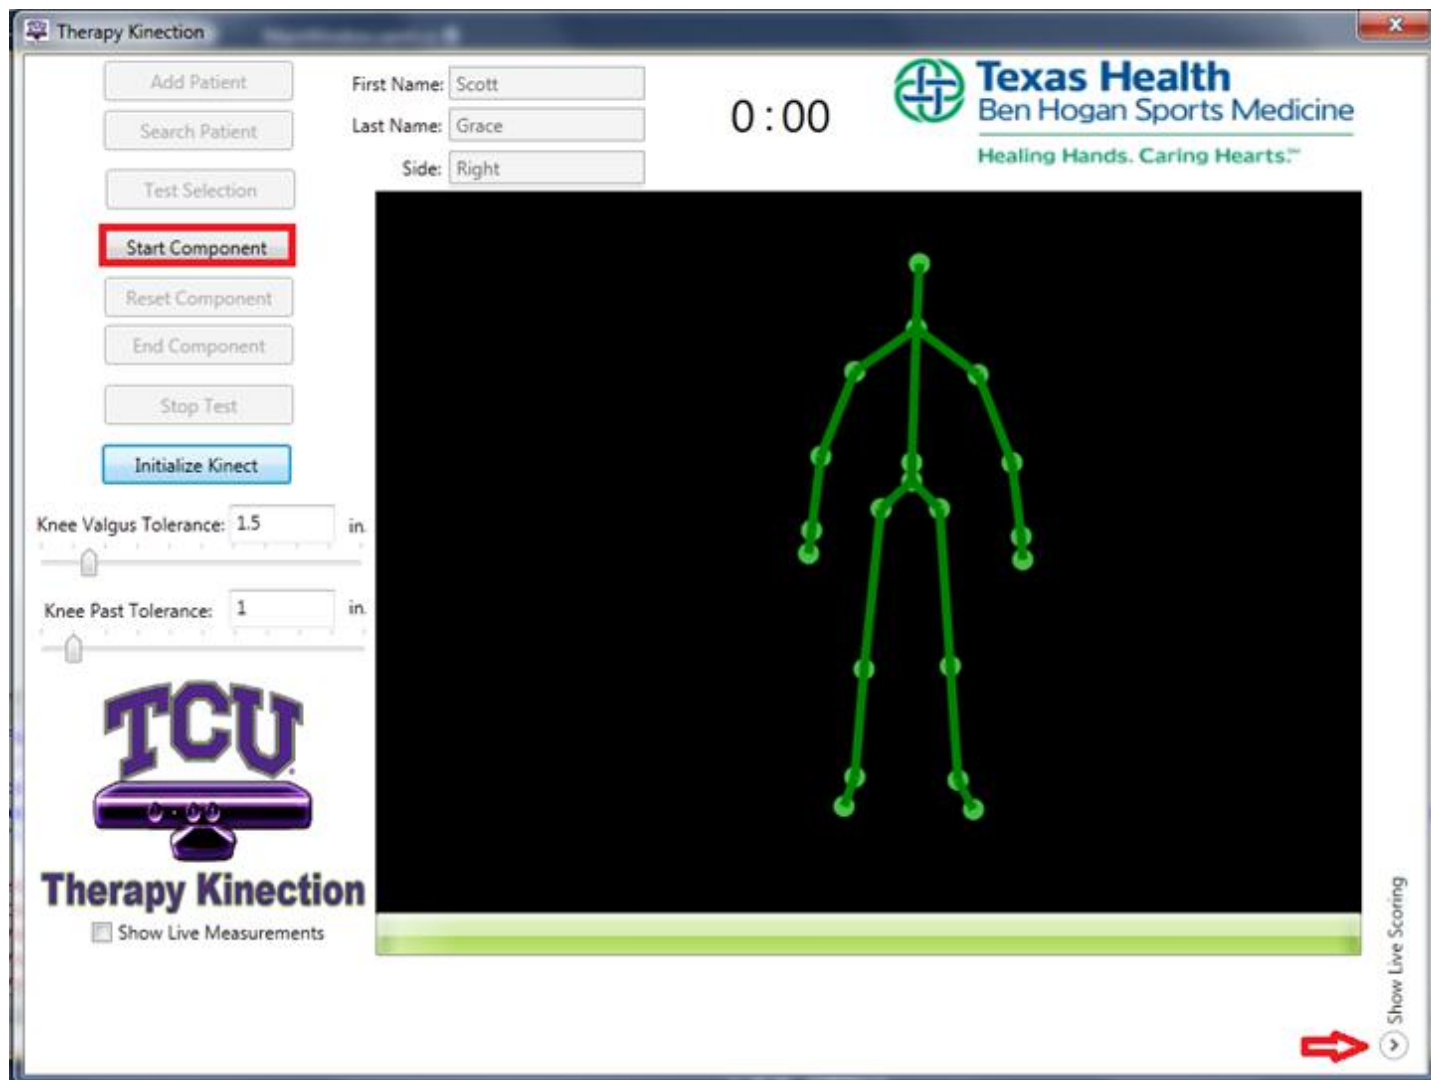 Therapy Kinection
Add Patient
Search Patient
Test Selection
Start Component
Reset Component
End Component
Stop Test
Initialize Kinect
Knee Valgus Tolerance: 1.5 in.
Knee Past Tolerance: 1 in.
TCU
Therapy Kinection
Show Live Measurements
First Name: Scott
Last Name: Grace
Side: Right
0:00
Texas Health
Ben Hogan Sports Medicine
Healing Hands. Caring Hearts.℠
Show Live Scoring